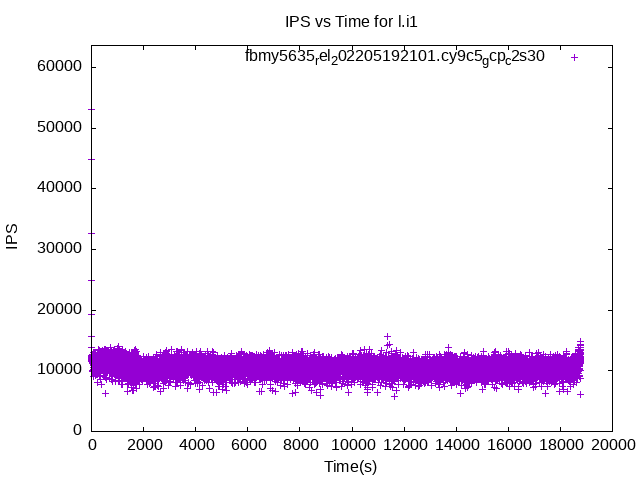 IPS vs Time for l.i1
fbmy5635rel202205192101.cy9c5gcpc2s30
60000
50000
40000
30000
20000
10000
0
IPS
0 2000 4000 6000 8000 10000 12000 14000 16000 18000 20000
Time(s)